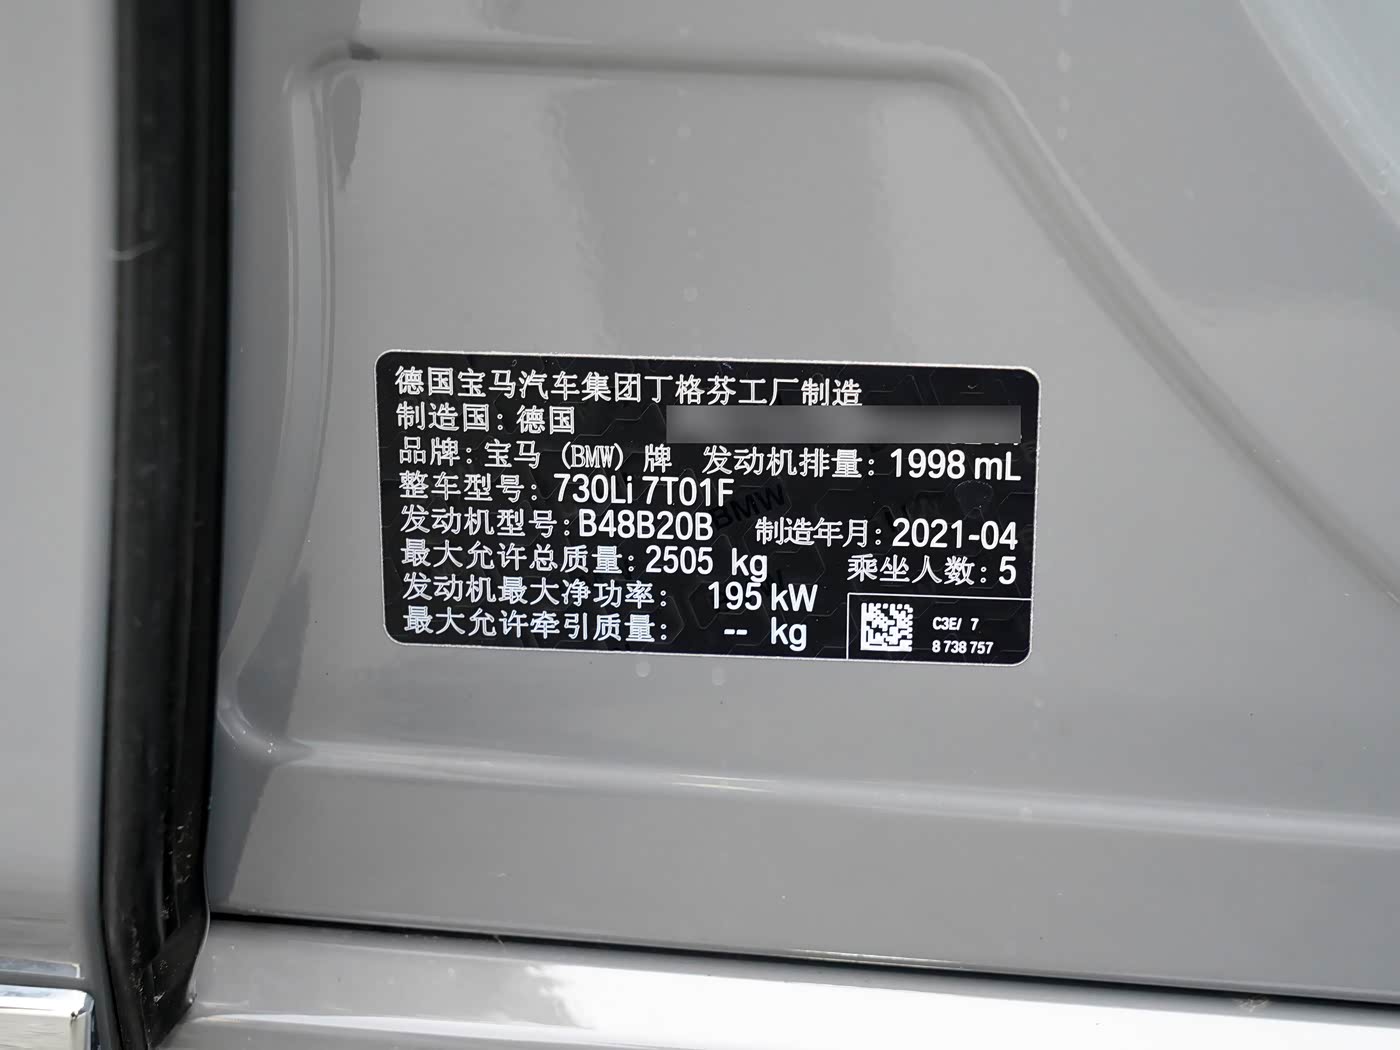 德国宝马汽车集团丁格芬工厂制造
制造国：德国
品牌：宝马（BMW）牌 发动机排量：1998 mL
整车型号：730Li 7T01F
发动机型号：B48B20B 制造年月：2021-04
最大允许总质量：2505 kg 乘坐人数：5
发动机最大净功率： 195 kW
最大允许牵引质量： -- kg
C3E/ 7
8 738 757